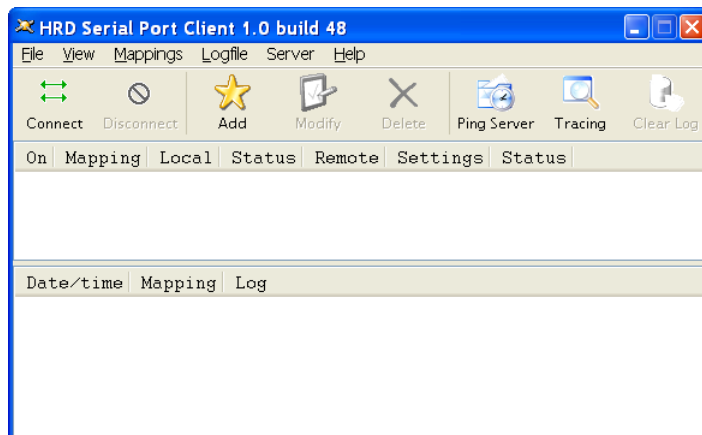 HRD Serial Port Client 1.0 build 48
File View Mappings Logfile Server Help
Connect Disconnect Add Modify Delete Ping Server Tracing Clear Log
On Mapping Local Status Remote Settings Status
Date/time Mapping Log